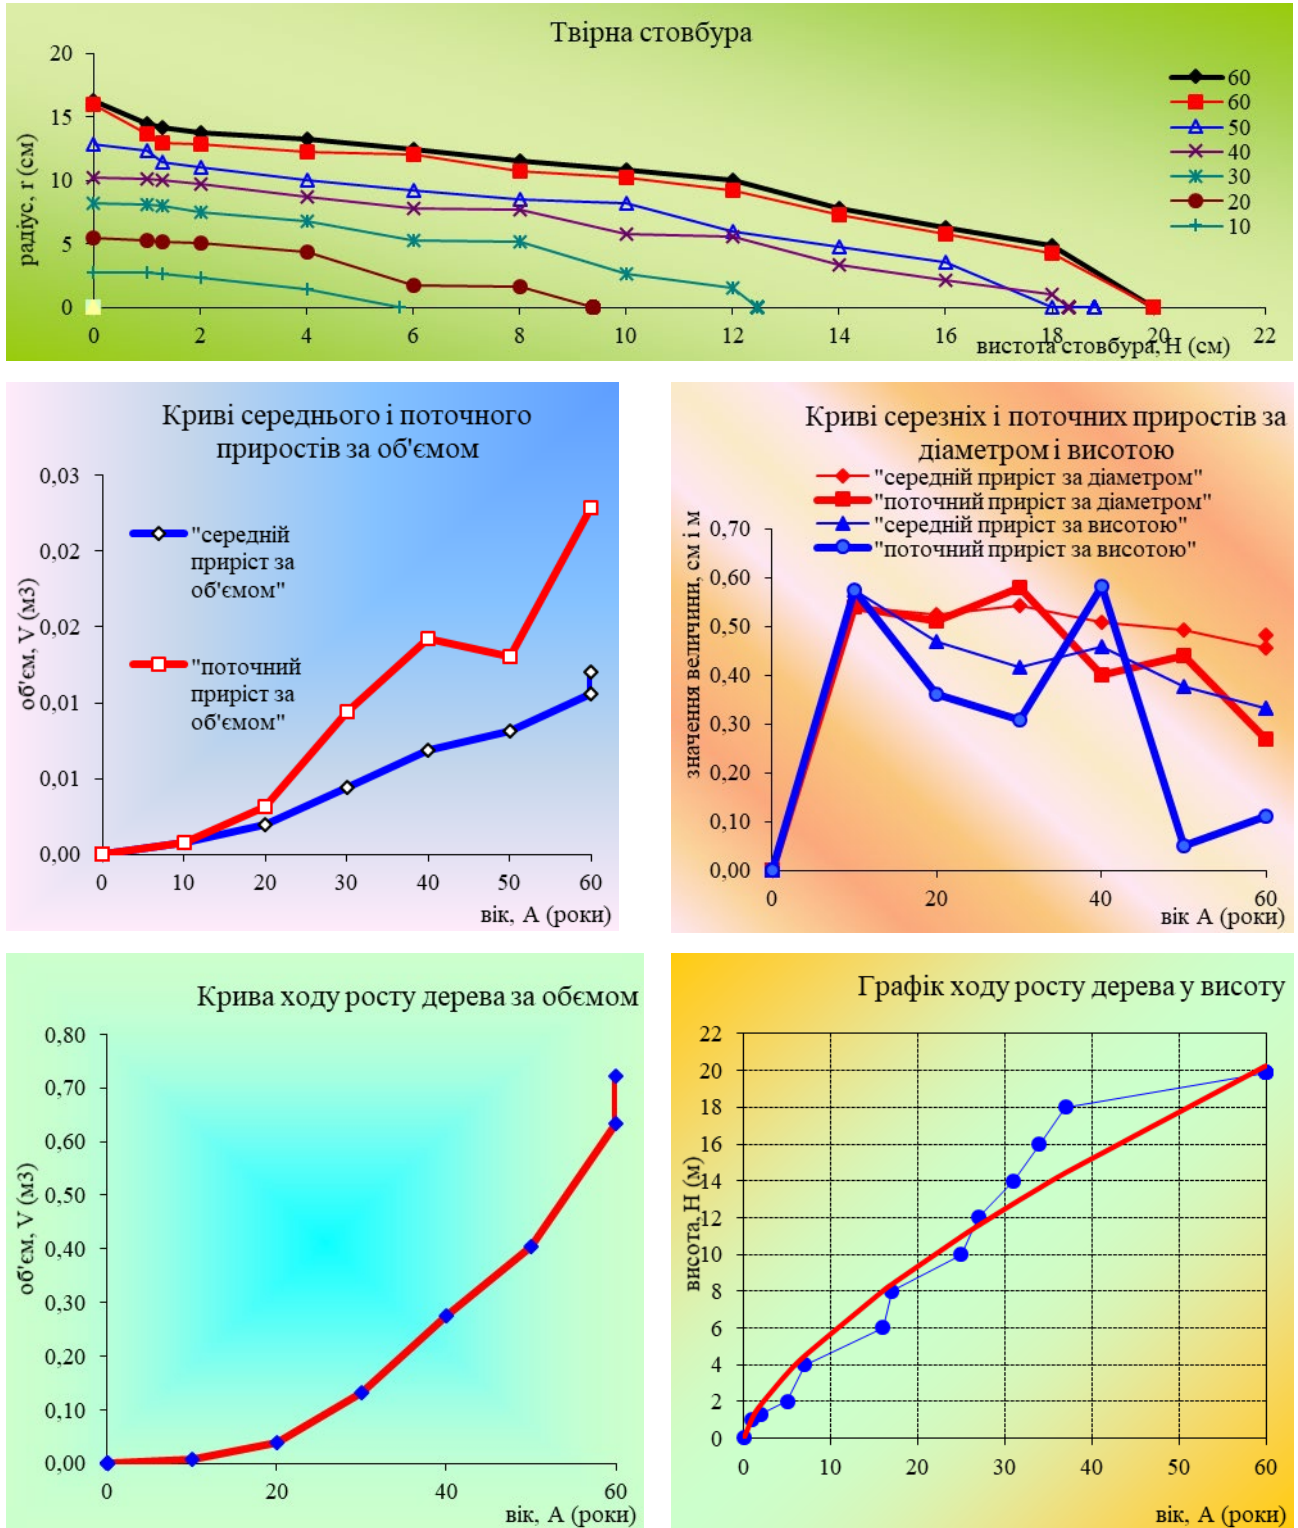 Твірна стовбура
20
15
10
5
0
радіус, r (см)
0 2 4 6 8 10 12 14 16 18 20 22
вистота стовбура, Н (см)
60
60
50
40
30
20
10
Криві середнього і поточного
приростів за об'ємом
0,03
0,02
0,02
0,01
0,01
0,00
об'єм, V (м3)
"середній
приріст за
об'ємом"
"поточний
приріст за
об'ємом"
0 10 20 30 40 50 60
вік, А (роки)
Криві серезніх і поточних приростів за
діаметром і висотою
"середній приріст за діаметром"
"поточний приріст за діаметром"
"середній приріст за висотою"
"поточний приріст за висотою"
0,70
0,60
0,50
0,40
0,30
0,20
0,10
0,00
значення величини, см і м
0 20 40 60
вік А (роки)
Крива ходу росту дерева за обємом
0,80
0,70
0,60
0,50
0,40
0,30
0,20
0,10
0,00
об'єм, V (м3)
0 20 40 60
вік, А (роки)
Графік ходу росту дерева у висоту
22
20
18
16
14
12
10
8
6
4
2
0
висота, Н (м)
0 10 20 30 40 50 60
вік, А (роки)